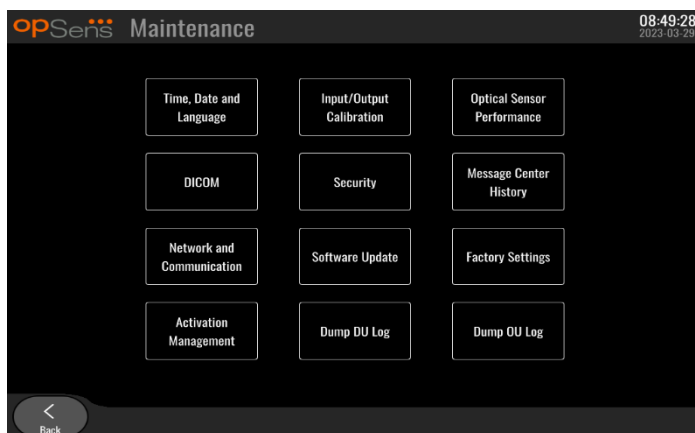 opSens Maintenance
08:49:28
2023-03-29
Time, Date and
Language
Input/Output
Calibration
Optical Sensor
Performance
DICOM
Security
Message Center
History
Network and
Communication
Software Update
Factory Settings
Activation
Management
Dump DU Log
Dump OU Log
Back